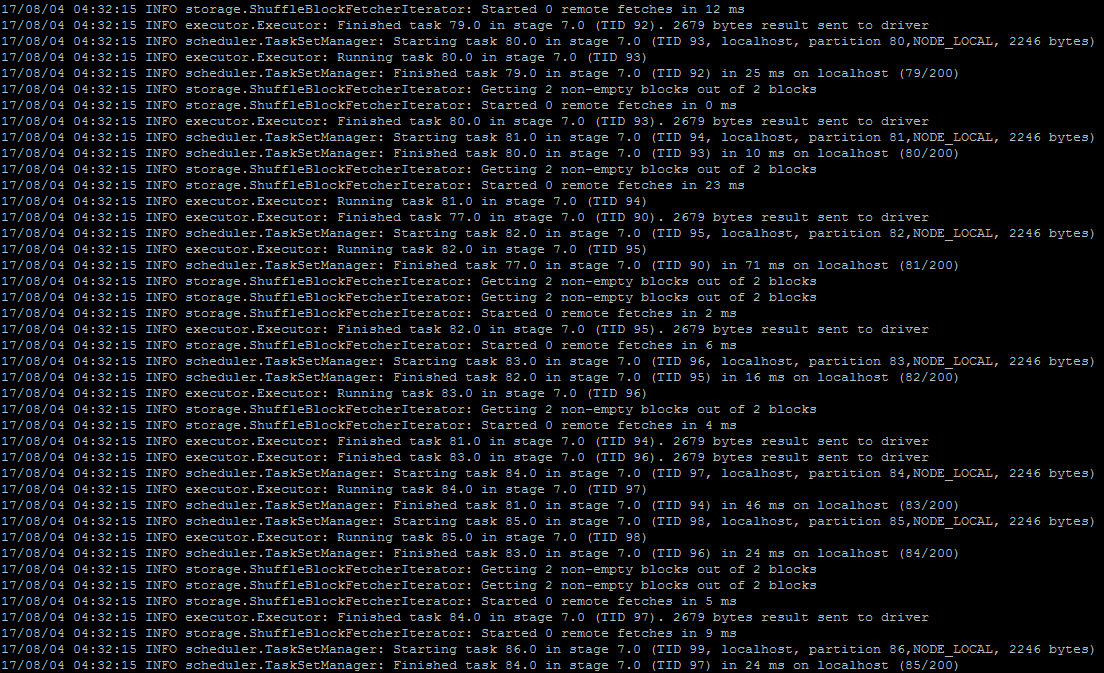 17/08/04 04:32:15 INFO storage.ShuffleBlockFetcherIterator: Started 0 remote fetches in 12 ms
17/08/04 04:32:15 INFO executor.Executor: Finished task 79.0 in stage 7.0 (TID 92). 2679 bytes result sent to driver
17/08/04 04:32:15 INFO scheduler.TaskSetManager: Starting task 80.0 in stage 7.0 (TID 93, localhost, partition 80,NODE_LOCAL, 2246 bytes)
17/08/04 04:32:15 INFO executor.Executor: Running task 80.0 in stage 7.0 (TID 93)
17/08/04 04:32:15 INFO scheduler.TaskSetManager: Finished task 79.0 in stage 7.0 (TID 92) in 25 ms on localhost (79/200)
17/08/04 04:32:15 INFO storage.ShuffleBlockFetcherIterator: Getting 2 non-empty blocks out of 2 blocks
17/08/04 04:32:15 INFO storage.ShuffleBlockFetcherIterator: Started 0 remote fetches in 0 ms
17/08/04 04:32:15 INFO executor.Executor: Finished task 80.0 in stage 7.0 (TID 93). 2679 bytes result sent to driver
17/08/04 04:32:15 INFO scheduler.TaskSetManager: Starting task 81.0 in stage 7.0 (TID 94, localhost, partition 81,NODE_LOCAL, 2246 bytes)
17/08/04 04:32:15 INFO scheduler.TaskSetManager: Finished task 80.0 in stage 7.0 (TID 93) in 10 ms on localhost (80/200)
17/08/04 04:32:15 INFO storage.ShuffleBlockFetcherIterator: Getting 2 non-empty blocks out of 2 blocks
17/08/04 04:32:15 INFO storage.ShuffleBlockFetcherIterator: Started 0 remote fetches in 23 ms
17/08/04 04:32:15 INFO executor.Executor: Running task 81.0 in stage 7.0 (TID 94)
17/08/04 04:32:15 INFO executor.Executor: Finished task 77.0 in stage 7.0 (TID 90). 2679 bytes result sent to driver
17/08/04 04:32:15 INFO scheduler.TaskSetManager: Starting task 82.0 in stage 7.0 (TID 95, localhost, partition 82,NODE_LOCAL, 2246 bytes)
17/08/04 04:32:15 INFO executor.Executor: Running task 82.0 in stage 7.0 (TID 95)
17/08/04 04:32:15 INFO scheduler.TaskSetManager: Finished task 77.0 in stage 7.0 (TID 90) in 71 ms on localhost (81/200)
17/08/04 04:32:15 INFO storage.ShuffleBlockFetcherIterator: Getting 2 non-empty blocks out of 2 blocks
17/08/04 04:32:15 INFO storage.ShuffleBlockFetcherIterator: Getting 2 non-empty blocks out of 2 blocks
17/08/04 04:32:15 INFO storage.ShuffleBlockFetcherIterator: Started 0 remote fetches in 2 ms
17/08/04 04:32:15 INFO executor.Executor: Finished task 82.0 in stage 7.0 (TID 95). 2679 bytes result sent to driver
17/08/04 04:32:15 INFO storage.ShuffleBlockFetcherIterator: Started 0 remote fetches in 6 ms
17/08/04 04:32:15 INFO scheduler.TaskSetManager: Starting task 83.0 in stage 7.0 (TID 96, localhost, partition 83,NODE_LOCAL, 2246 bytes)
17/08/04 04:32:15 INFO scheduler.TaskSetManager: Finished task 82.0 in stage 7.0 (TID 95) in 16 ms on localhost (82/200)
17/08/04 04:32:15 INFO executor.Executor: Running task 83.0 in stage 7.0 (TID 96)
17/08/04 04:32:15 INFO storage.ShuffleBlockFetcherIterator: Getting 2 non-empty blocks out of 2 blocks
17/08/04 04:32:15 INFO storage.ShuffleBlockFetcherIterator: Started 0 remote fetches in 4 ms
17/08/04 04:32:15 INFO executor.Executor: Finished task 81.0 in stage 7.0 (TID 94). 2679 bytes result sent to driver
17/08/04 04:32:15 INFO executor.Executor: Finished task 83.0 in stage 7.0 (TID 96). 2679 bytes result sent to driver
17/08/04 04:32:15 INFO scheduler.TaskSetManager: Starting task 84.0 in stage 7.0 (TID 97, localhost, partition 84,NODE_LOCAL, 2246 bytes)
17/08/04 04:32:15 INFO executor.Executor: Running task 84.0 in stage 7.0 (TID 97)
17/08/04 04:32:15 INFO scheduler.TaskSetManager: Finished task 81.0 in stage 7.0 (TID 94) in 46 ms on localhost (83/200)
17/08/04 04:32:15 INFO scheduler.TaskSetManager: Starting task 85.0 in stage 7.0 (TID 98, localhost, partition 85,NODE_LOCAL, 2246 bytes)
17/08/04 04:32:15 INFO executor.Executor: Running task 85.0 in stage 7.0 (TID 98)
17/08/04 04:32:15 INFO scheduler.TaskSetManager: Finished task 83.0 in stage 7.0 (TID 96) in 24 ms on localhost (84/200)
17/08/04 04:32:15 INFO storage.ShuffleBlockFetcherIterator: Getting 2 non-empty blocks out of 2 blocks
17/08/04 04:32:15 INFO storage.ShuffleBlockFetcherIterator: Getting 2 non-empty blocks out of 2 blocks
17/08/04 04:32:15 INFO storage.ShuffleBlockFetcherIterator: Started 0 remote fetches in 5 ms
17/08/04 04:32:15 INFO executor.Executor: Finished task 84.0 in stage 7.0 (TID 97). 2679 bytes result sent to driver
17/08/04 04:32:15 INFO storage.ShuffleBlockFetcherIterator: Started 0 remote fetches in 9 ms
17/08/04 04:32:15 INFO scheduler.TaskSetManager: Starting task 86.0 in stage 7.0 (TID 99, localhost, partition 86,NODE_LOCAL, 2246 bytes)
17/08/04 04:32:15 INFO scheduler.TaskSetManager: Finished task 84.0 in stage 7.0 (TID 97) in 24 ms on localhost (85/200)